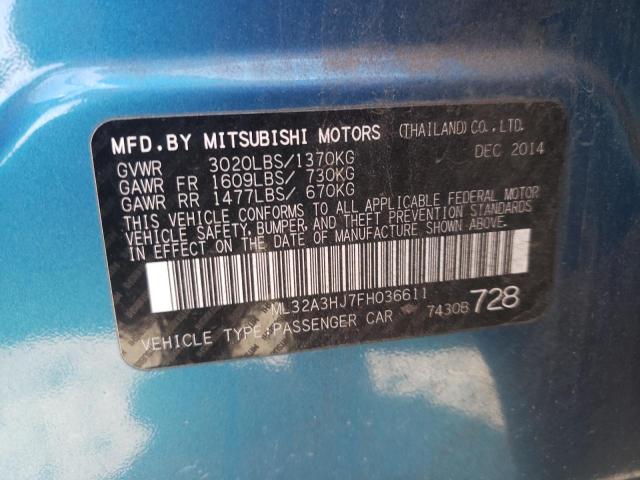 MFD.BY MITSUBISHI MOTORS (THAILAND)CO.,LTD.
DEC 2014
GVWR 3020LBS/1370KG
GAWR FR 1609LBS/ 730KG
GAWR RR 1477LBS/ 670KG
THIS VEHICLE CONFORMS TO ALL APPLICABLE FEDERAL MOTOR
VEHICLE SAFETY, BUMPER, AND THEFT PREVENTION STANDARDS
IN EFFECT ON THE DATE OF MANUFACTURE SHOWN ABOVE.
ML32A3HJ7FH036611
VEHICLE TYPE:PASSENGER CAR 7430B 728